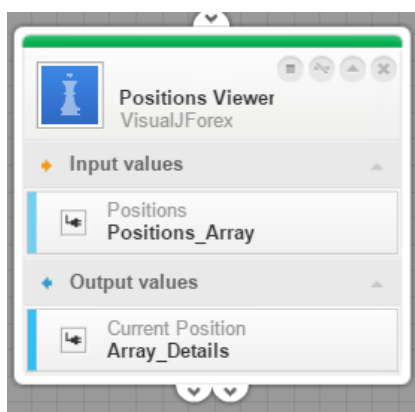 Positions Viewer
VisualJForex
Input values
Positions
Positions_Array
Output values
Current Position
Array_Details